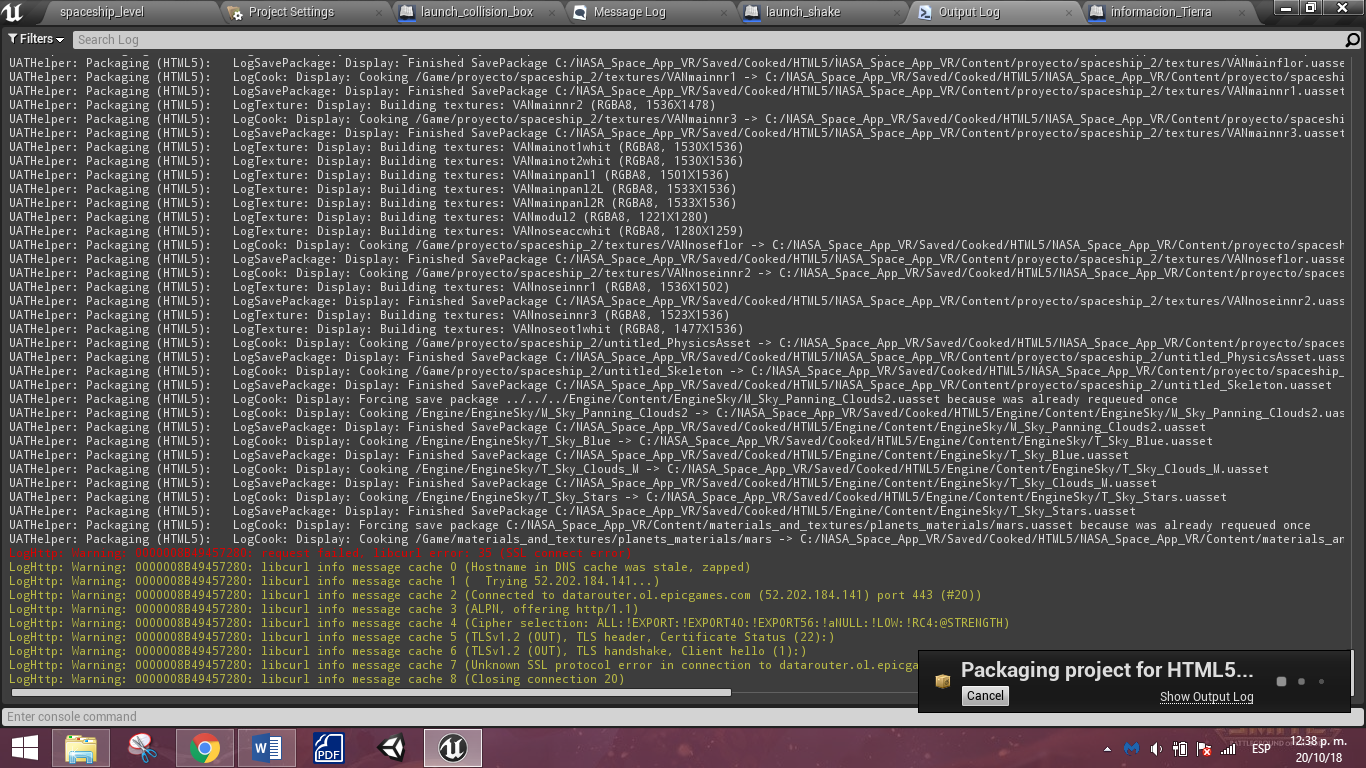 spaceship_level
Project Settings
launch_collision_box
Message Log
launch_shake
Output Log
informacion_Tierra
Filters
Search Log
UATHelper: Packaging (HTML5): LogSavePackage: Display: Finished SavePackage C:/NASA_Space_App_VR/Saved/Cooked/HTML5/NASA_Space_App_VR/Content/proyecto/spaceship_2/textures/VANmainflor.uasse
UATHelper: Packaging (HTML5): LogCook: Display: Cooking /Game/proyecto/spaceship_2/textures/VANmainnr1 -> C:/NASA_Space_App_VR/Saved/Cooked/HTML5/NASA_Space_App_VR/Content/proyecto/spaceshi
UATHelper: Packaging (HTML5): LogSavePackage: Display: Finished SavePackage C:/NASA_Space_App_VR/Saved/Cooked/HTML5/NASA_Space_App_VR/Content/proyecto/spaceship_2/textures/VANmainnr1.uasset
UATHelper: Packaging (HTML5): LogTexture: Display: Building textures: VANmainnr2 (RGBA8, 1536X1478)
UATHelper: Packaging (HTML5): LogCook: Display: Cooking /Game/proyecto/spaceship_2/textures/VANmainnr3 -> C:/NASA_Space_App_VR/Saved/Cooked/HTML5/NASA_Space_App_VR/Content/proyecto/spaceshi
UATHelper: Packaging (HTML5): LogSavePackage: Display: Finished SavePackage C:/NASA_Space_App_VR/Saved/Cooked/HTML5/NASA_Space_App_VR/Content/proyecto/spaceship_2/textures/VANmainnr3.uasset
UATHelper: Packaging (HTML5): LogTexture: Display: Building textures: VANmainot1whit (RGBA8, 1530X1536)
UATHelper: Packaging (HTML5): LogTexture: Display: Building textures: VANmainot2whit (RGBA8, 1530X1536)
UATHelper: Packaging (HTML5): LogTexture: Display: Building textures: VANmainpanl1 (RGBA8, 1501X1536)
UATHelper: Packaging (HTML5): LogTexture: Display: Building textures: VANmainpanl2L (RGBA8, 1533X1536)
UATHelper: Packaging (HTML5): LogTexture: Display: Building textures: VANmainpanl2R (RGBA8, 1533X1536)
UATHelper: Packaging (HTML5): LogTexture: Display: Building textures: VANmodul2 (RGBA8, 1221X1280)
UATHelper: Packaging (HTML5): LogTexture: Display: Building textures: VANnoseaccwhit (RGBA8, 1280X1259)
UATHelper: Packaging (HTML5): LogCook: Display: Cooking /Game/proyecto/spaceship_2/textures/VANnoseflor -> C:/NASA_Space_App_VR/Saved/Cooked/HTML5/NASA_Space_App_VR/Content/proyecto/spacesh
UATHelper: Packaging (HTML5): LogSavePackage: Display: Finished SavePackage C:/NASA_Space_App_VR/Saved/Cooked/HTML5/NASA_Space_App_VR/Content/proyecto/spaceship_2/textures/VANnoseflor.uasse
UATHelper: Packaging (HTML5): LogCook: Display: Cooking /Game/proyecto/spaceship_2/textures/VANnoseinnr2 -> C:/NASA_Space_App_VR/Saved/Cooked/HTML5/NASA_Space_App_VR/Content/proyecto/spaces
UATHelper: Packaging (HTML5): LogTexture: Display: Building textures: VANnoseinnr1 (RGBA8, 1536X1502)
UATHelper: Packaging (HTML5): LogSavePackage: Display: Finished SavePackage C:/NASA_Space_App_VR/Saved/Cooked/HTML5/NASA_Space_App_VR/Content/proyecto/spaceship_2/textures/VANnoseinnr2.uass
UATHelper: Packaging (HTML5): LogTexture: Display: Building textures: VANnoseinnr3 (RGBA8, 1523X1536)
UATHelper: Packaging (HTML5): LogTexture: Display: Building textures: VANnoseot1whit (RGBA8, 1477X1536)
UATHelper: Packaging (HTML5): LogCook: Display: Cooking /Game/proyecto/spaceship_2/untitled_PhysicsAsset -> C:/NASA_Space_App_VR/Saved/Cooked/HTML5/NASA_Space_App_VR/Content/proyecto/spaces
UATHelper: Packaging (HTML5): LogSavePackage: Display: Finished SavePackage C:/NASA_Space_App_VR/Saved/Cooked/HTML5/NASA_Space_App_VR/Content/proyecto/spaceship_2/untitled_PhysicsAsset.uass
UATHelper: Packaging (HTML5): LogCook: Display: Cooking /Game/proyecto/spaceship_2/untitled_Skeleton -> C:/NASA_Space_App_VR/Saved/Cooked/HTML5/NASA_Space_App_VR/Content/proyecto/spaceship_
UATHelper: Packaging (HTML5): LogSavePackage: Display: Finished SavePackage C:/NASA_Space_App_VR/Saved/Cooked/HTML5/NASA_Space_App_VR/Content/proyecto/spaceship_2/untitled_Skeleton.uasset
UATHelper: Packaging (HTML5): LogCook: Display: Forcing save package ../../../Engine/Content/EngineSky/M_Sky_Panning_Clouds2.uasset because was already requeued once
UATHelper: Packaging (HTML5): LogCook: Display: Cooking /Engine/EngineSky/M_Sky_Panning_Clouds2 -> C:/NASA_Space_App_VR/Saved/Cooked/HTML5/Engine/Content/EngineSky/M_Sky_Panning_Clouds2.uas
UATHelper: Packaging (HTML5): LogSavePackage: Display: Finished SavePackage C:/NASA_Space_App_VR/Saved/Cooked/HTML5/Engine/Content/EngineSky/M_Sky_Panning_Clouds2.uasset
UATHelper: Packaging (HTML5): LogCook: Display: Cooking /Engine/EngineSky/T_Sky_Blue -> C:/NASA_Space_App_VR/Saved/Cooked/HTML5/Engine/Content/EngineSky/T_Sky_Blue.uasset
UATHelper: Packaging (HTML5): LogSavePackage: Display: Finished SavePackage C:/NASA_Space_App_VR/Saved/Cooked/HTML5/Engine/Content/EngineSky/T_Sky_Blue.uasset
UATHelper: Packaging (HTML5): LogCook: Display: Cooking /Engine/EngineSky/T_Sky_Clouds_M -> C:/NASA_Space_App_VR/Saved/Cooked/HTML5/Engine/Content/EngineSky/T_Sky_Clouds_M.uasset
UATHelper: Packaging (HTML5): LogSavePackage: Display: Finished SavePackage C:/NASA_Space_App_VR/Saved/Cooked/HTML5/Engine/Content/EngineSky/T_Sky_Clouds_M.uasset
UATHelper: Packaging (HTML5): LogCook: Display: Cooking /Engine/EngineSky/T_Sky_Stars -> C:/NASA_Space_App_VR/Saved/Cooked/HTML5/Engine/Content/EngineSky/T_Sky_Stars.uasset
UATHelper: Packaging (HTML5): LogSavePackage: Display: Finished SavePackage C:/NASA_Space_App_VR/Saved/Cooked/HTML5/Engine/Content/EngineSky/T_Sky_Stars.uasset
UATHelper: Packaging (HTML5): LogCook: Display: Forcing save package C:/NASA_Space_App_VR/Content/materials_and_textures/planets_materials/mars.uasset because was already requeued once
UATHelper: Packaging (HTML5): LogCook: Display: Cooking /Game/materials_and_textures/planets_materials/mars -> C:/NASA_Space_App_VR/Saved/Cooked/HTML5/NASA_Space_App_VR/Content/materials_an
LogHttp: Warning: 0000008B49457280: request failed, libcurl error: 35 (SSL connect error)
LogHttp: Warning: 0000008B49457280: libcurl info message cache 0 (Hostname in DNS cache was stale, zapped)
LogHttp: Warning: 0000008B49457280: libcurl info message cache 1 (  Trying 52.202.184.141...)
LogHttp: Warning: 0000008B49457280: libcurl info message cache 2 (Connected to datarouter.ol.epicgames.com (52.202.184.141) port 443 (#20))
LogHttp: Warning: 0000008B49457280: libcurl info message cache 3 (ALPN, offering http/1.1)
LogHttp: Warning: 0000008B49457280: libcurl info message cache 4 (Cipher selection: ALL:!EXPORT:!EXPORT40:!EXPORT56:!aNULL:!LOW:!RC4:@STRENGTH)
LogHttp: Warning: 0000008B49457280: libcurl info message cache 5 (TLSv1.2 (OUT), TLS header, Certificate Status (22):)
LogHttp: Warning: 0000008B49457280: libcurl info message cache 6 (TLSv1.2 (OUT), TLS handshake, Client hello (1):)
LogHttp: Warning: 0000008B49457280: libcurl info message cache 7 (Unknown SSL protocol error in connection to datarouter.ol.epicga
LogHttp: Warning: 0000008B49457280: libcurl info message cache 8 (Closing connection 20)
Packaging project for HTML5...
Cancel
Show Output Log
Enter console command
PDF
ESP
12:38 p. m.
20/10/18